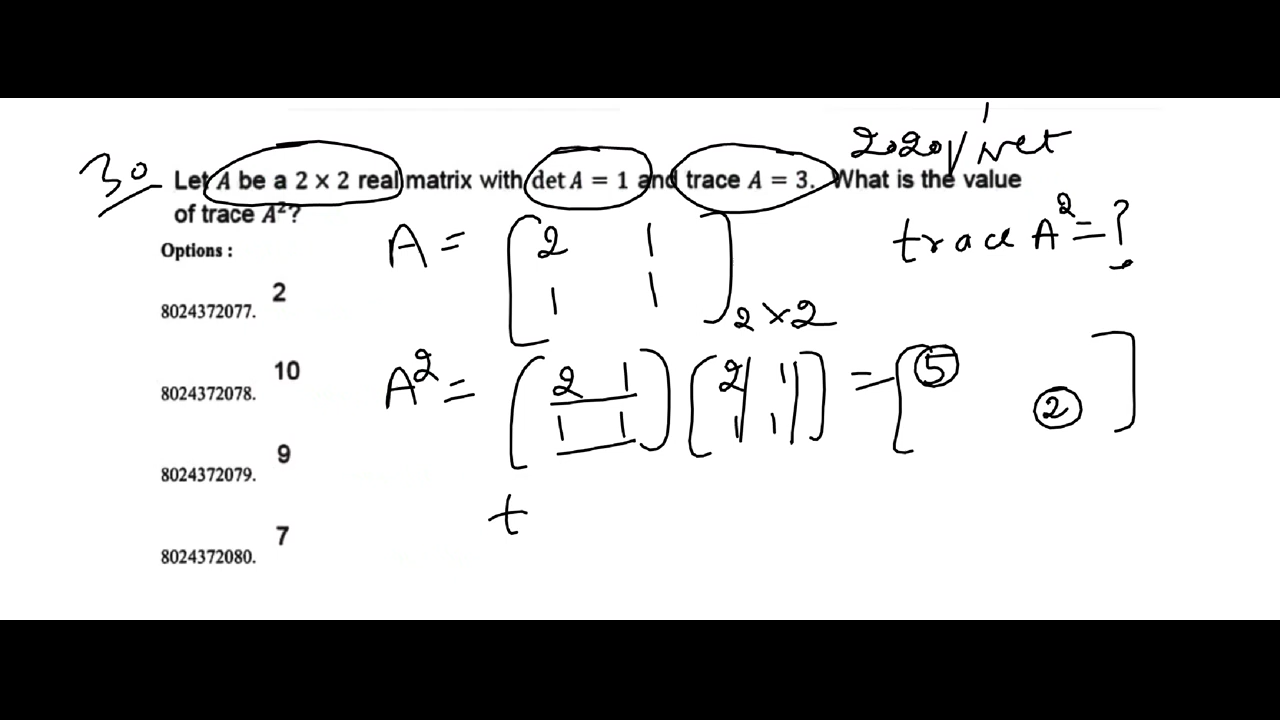 2020/Net
30 Let A be a 2 × 2 real matrix with det A = 1 and trace A = 3. What is the value
of trace A²?
Options :
A = [2 1
1 1] 2×2
trace A² = ?
2
8024372077.
10
8024372078.
A² = (2 1
1 1) [2 1
1 1] = [5
2]
9
8024372079.
t
7
8024372080.